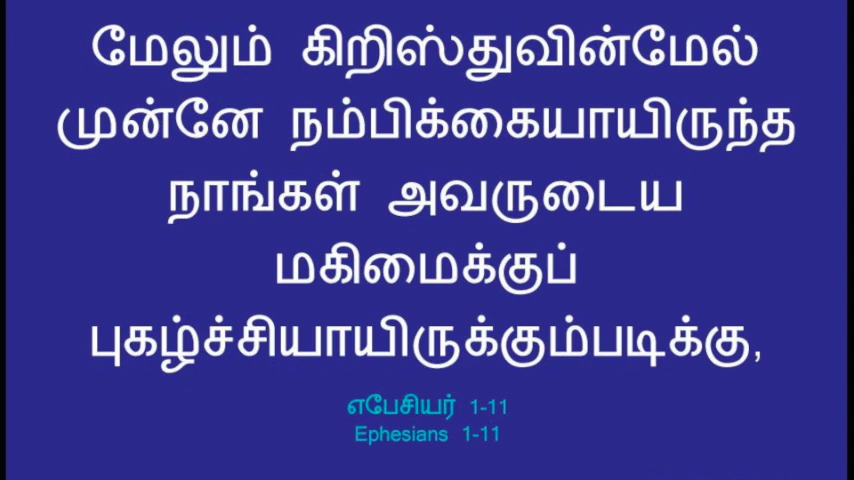 மேலும் கிறிஸ்துவின்மேல்
முன்னே நம்பிக்கையாயிருந்த
நாங்கள் அவருடைய
மகிமைக்குப்
புகழ்ச்சியாயிருக்கும்படிக்கு,
எபேசியர் 1-11
Ephesians 1-11